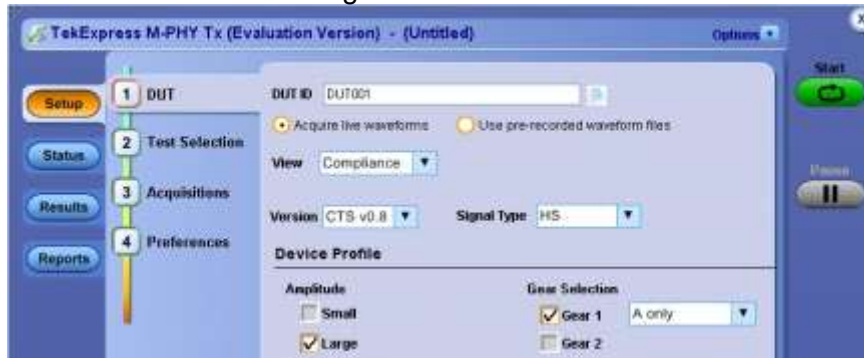 TekExpress M-PHY Tx (Evaluation Version) - (Untitled)
Options
Start
Setup
1 DUT
DUT ID DUT001
Acquire live waveforms
Use pre-recorded waveform files
Status
2 Test Selection
View Compliance
Pause
Results
3 Acquisitions
Version CTS v0.8
Signal Type HS
Reports
4 Preferences
Device Profile
Amplitude
Gear Selection
Small
Gear 1 A only
Large
Gear 2